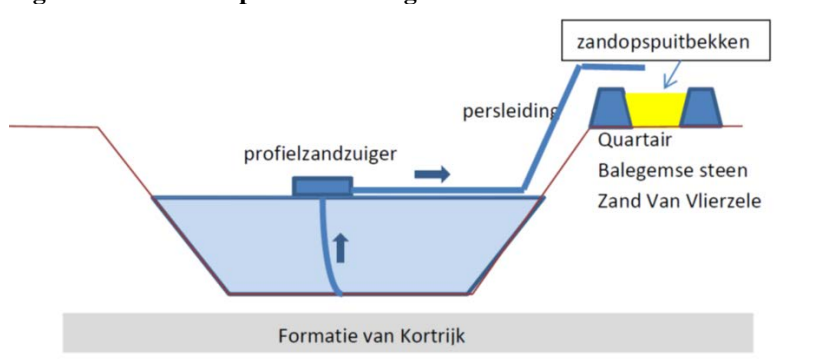 zandopspuitbekken
persleiding
profielzandzuiger
Quartair
Balegemse steen
Zand Van Vlierzele
Formatie van Kortrijk